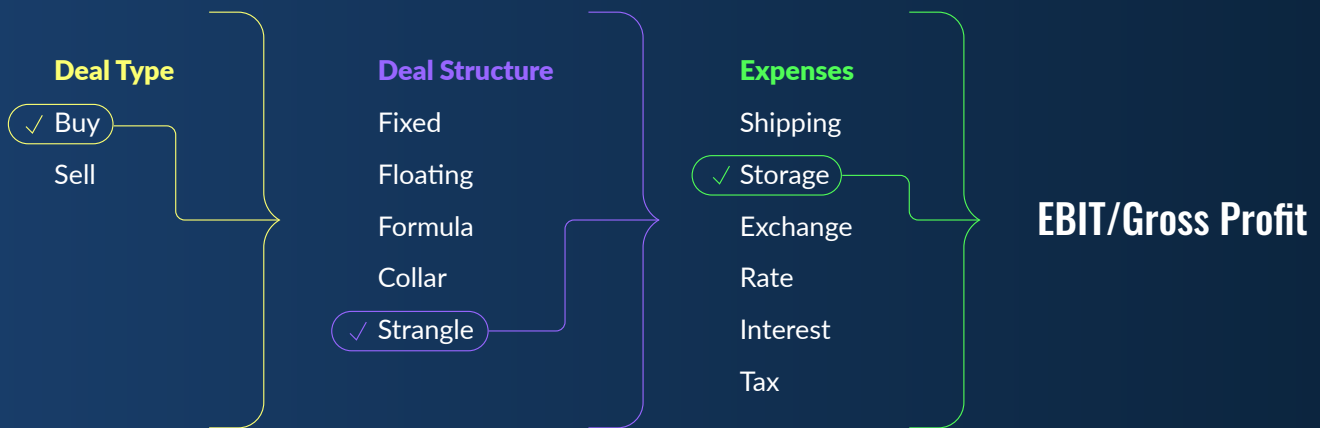 Deal Type
Buy
Sell
Deal Structure
Fixed
Floating
Formula
Collar
Strangle
Expenses
Shipping
Storage
Exchange
Rate
Interest
Tax
EBIT/Gross Profit